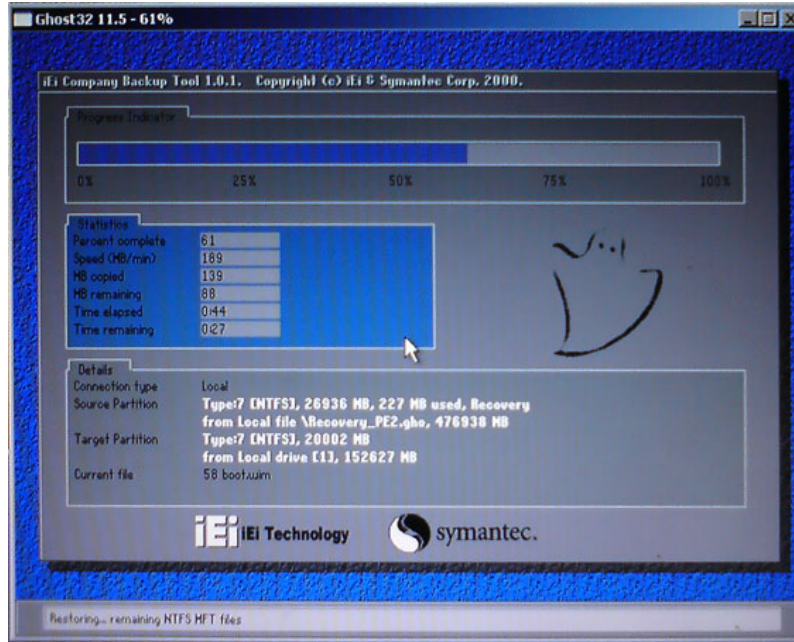 Ghost32 11.5 - 61%
iEi Company Backup Tool 1.0.1. Copyright (c) iEi & Symantec Corp. 2000.
Progress Indicator
0% 25% 50% 75% 100%
Statistics
Percent complete 61
Speed (MB/min) 189
MB copied 139
MB remaining 88
Time elapsed 0:44
Time remaining 0:27
Details
Connection type Local
Source Partition Type:7 [NTFS], 26936 MB, 227 MB used, Recovery
from Local file \Recovery_PE2.gho, 476938 MB
Target Partition Type:7 [NTFS], 20002 MB
from Local drive [1], 152627 MB
Current file 58 boot.wim
iEi iEi Technology symantec.
Restoring... remaining NTFS MFT files